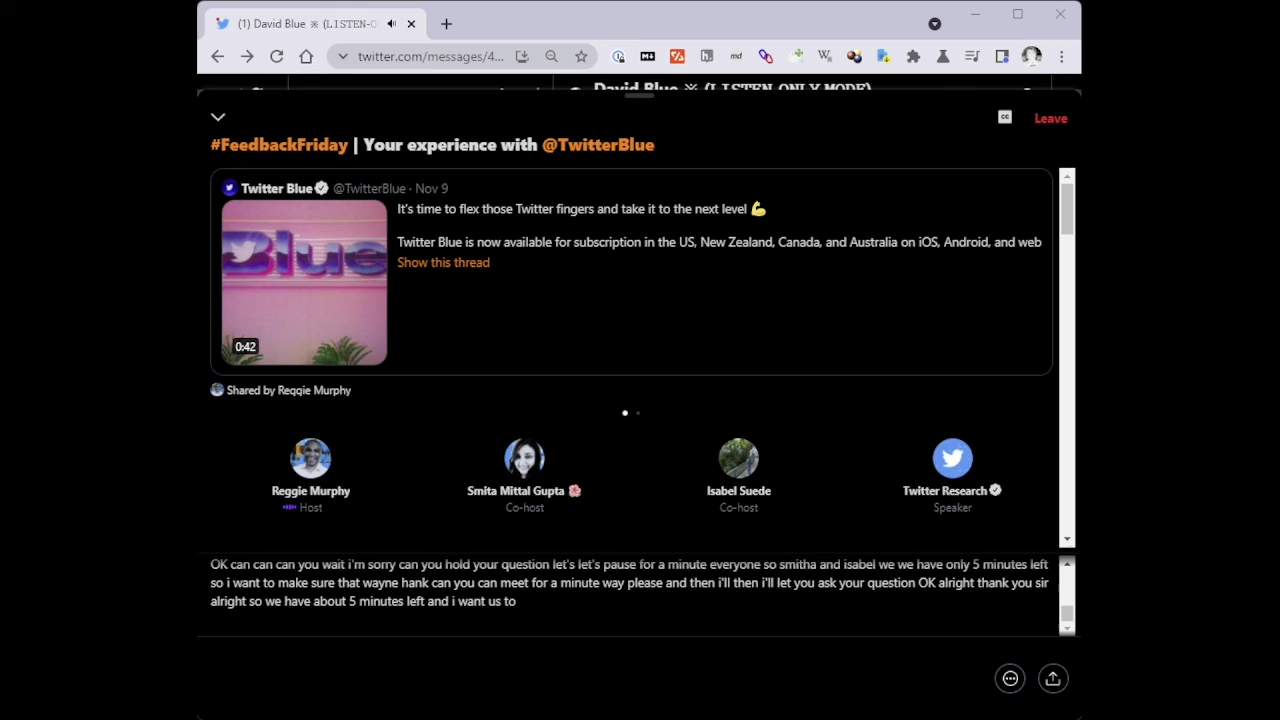 (1) David Blue ※ (LISTEN-O
twitter.com/messages/4...
David Blue ※ (LISTEN ONLY MODE)
Leave
#FeedbackFriday | Your experience with @TwitterBlue
Twitter Blue @TwitterBlue · Nov 9
It's time to flex those Twitter fingers and take it to the next level 💪
Twitter Blue is now available for subscription in the US, New Zealand, Canada, and Australia on iOS, Android, and web
Show this thread
Blue
0:42
Shared by Reggie Murphy
Reggie Murphy
Host
Smita Mittal Gupta 🌺
Co-host
Isabel Suede
Co-host
Twitter Research
Speaker
OK can can can you wait i'm sorry can you hold your question let's let's pause for a minute everyone so smitha and isabel we we have only 5 minutes left
so i want to make sure that wayne hank can you can meet for a minute way please and then i'll then i'll let you ask your question OK alright thank you sir
alright so we have about 5 minutes left and i want us to